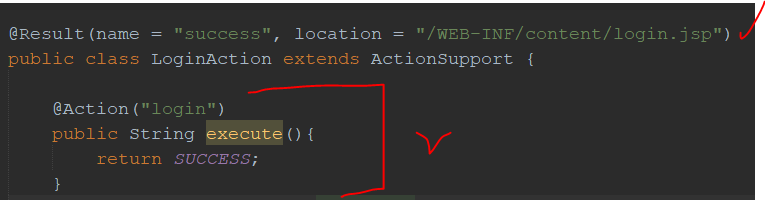 @Result(name = "success", location = "/WEB-INF/content/login.jsp")
public class LoginAction extends ActionSupport {
@Action("login")
public String execute(){
return SUCCESS;
}